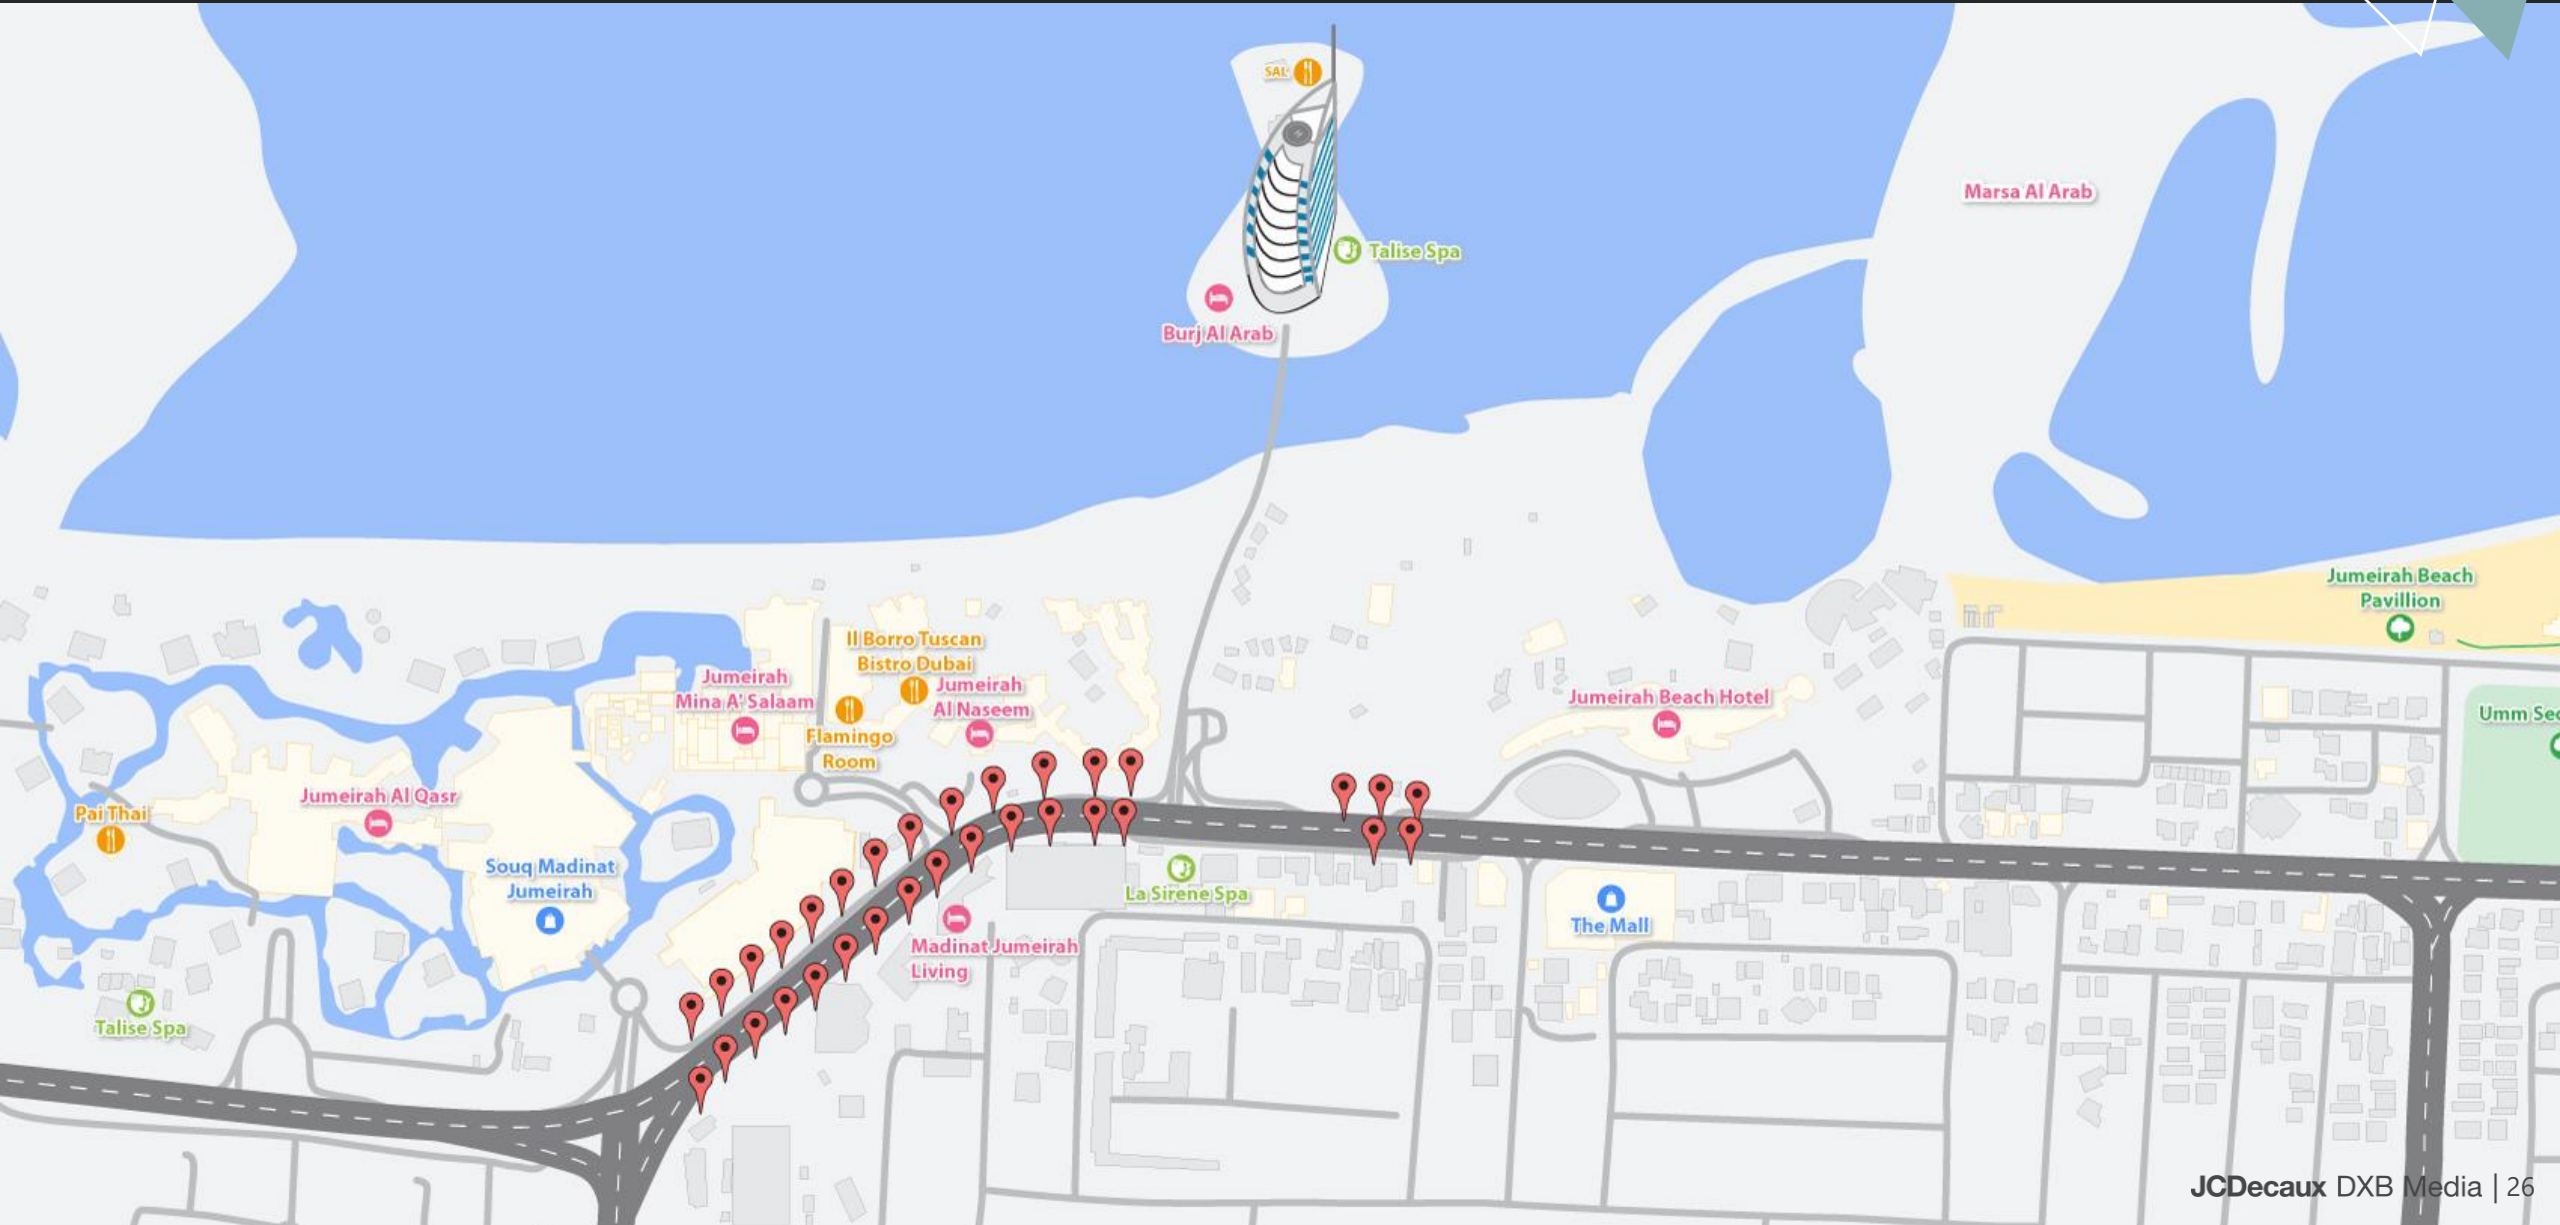 SAL
Marsa Al Arab
Talise Spa
Burj Al Arab
Jumeirah Beach
Pavillion
Il Borro Tuscan
Bistro Dubai
Jumeirah
Mina A' Salaam
Jumeirah
Al Naseem
Jumeirah Beach Hotel
Umm Seq
Flamingo
Room
Jumeirah Al Qasr
Pai Thai
Souq Madinat
Jumeirah
La Sirene Spa
The Mall
Madinat Jumeirah
Living
Talise Spa
JCDecaux DXB Media | 26